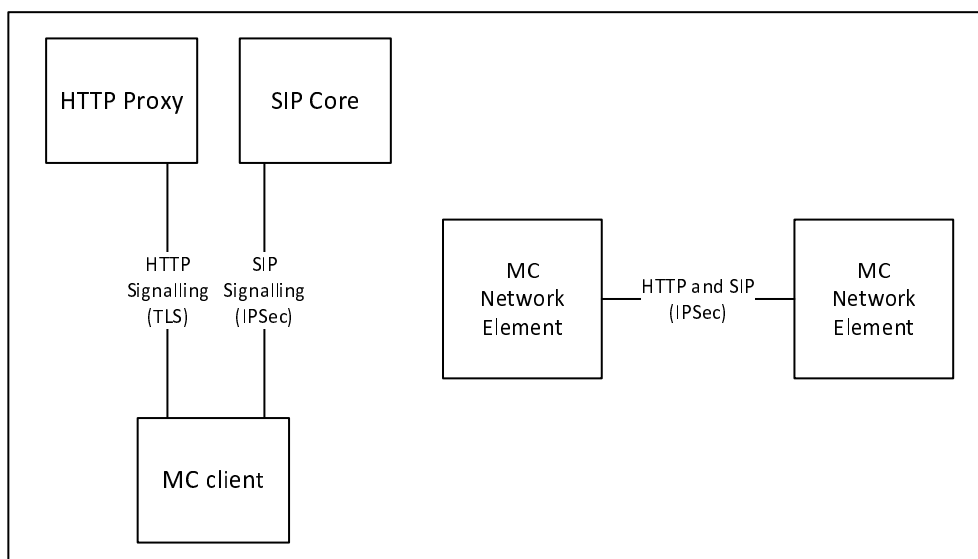 HTTP Proxy
SIP Core
HTTP
Signalling
(TLS)
SIP
Signalling
(IPSec)
MC client
MC
Network
Element
HTTP and SIP
(IPSec)
MC
Network
Element